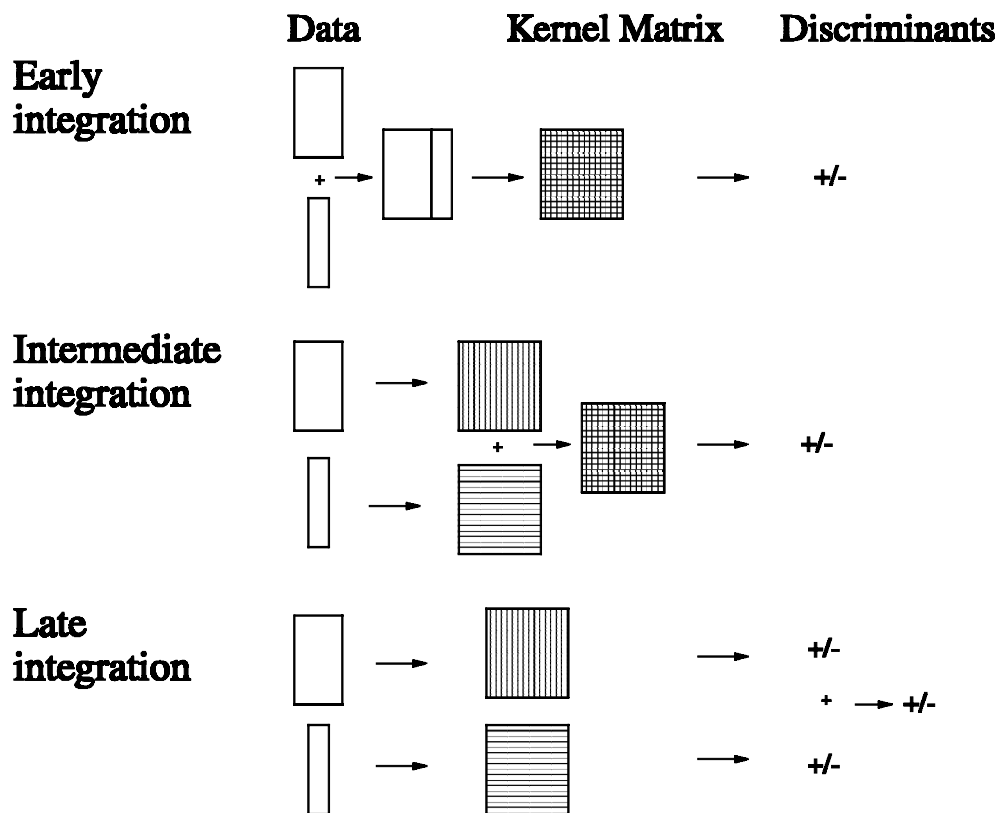 Data Kernel Matrix Discriminants
Early
integration
+
+/-
Intermediate
integration
+
+/-
Late
integration
+/-
+
+/-
+/-